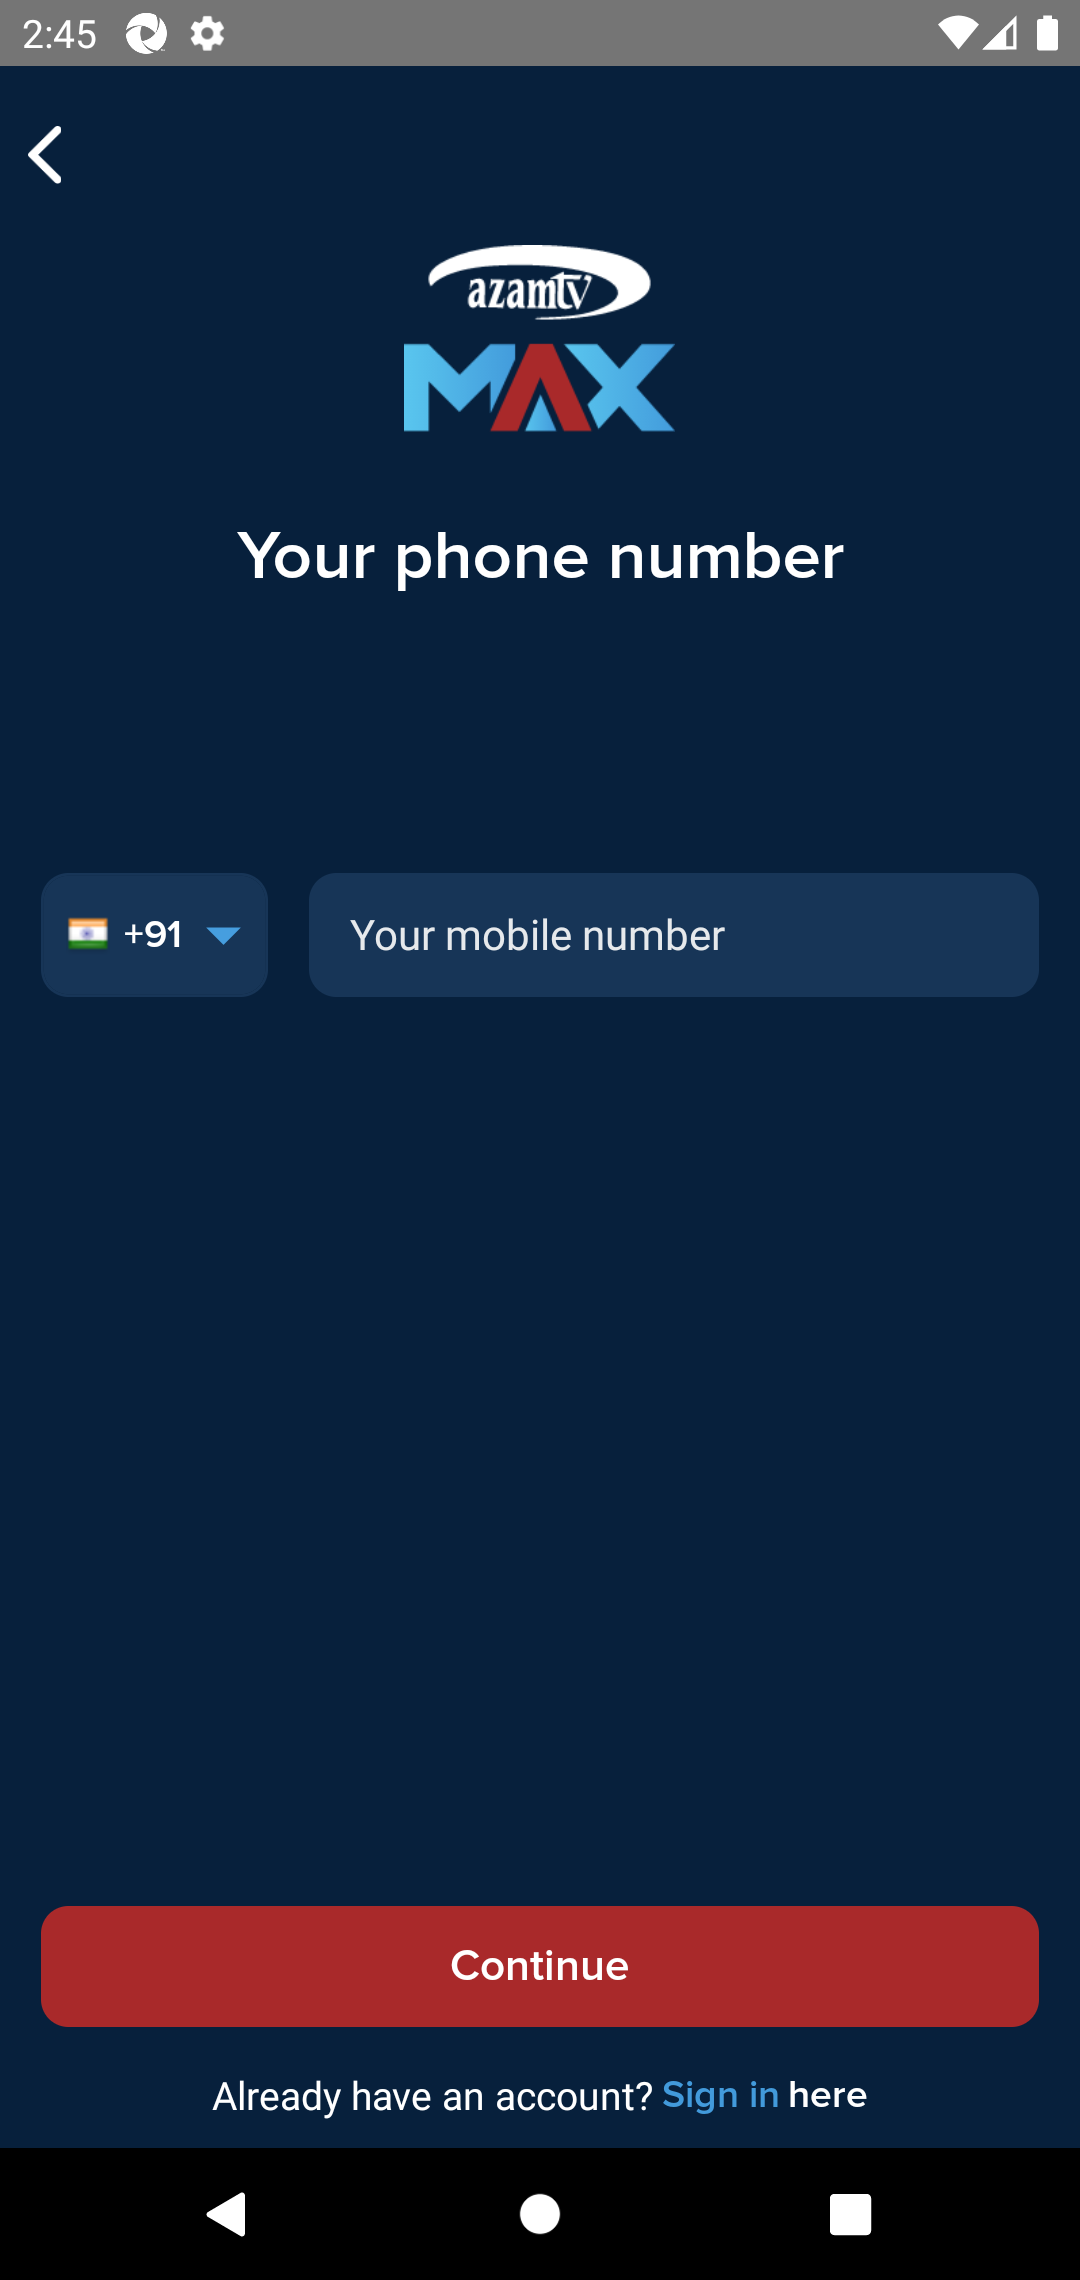 2:45
azamtv
MAX
Your phone number
+91
Your mobile number
Continue
Already have an account? Sign in here